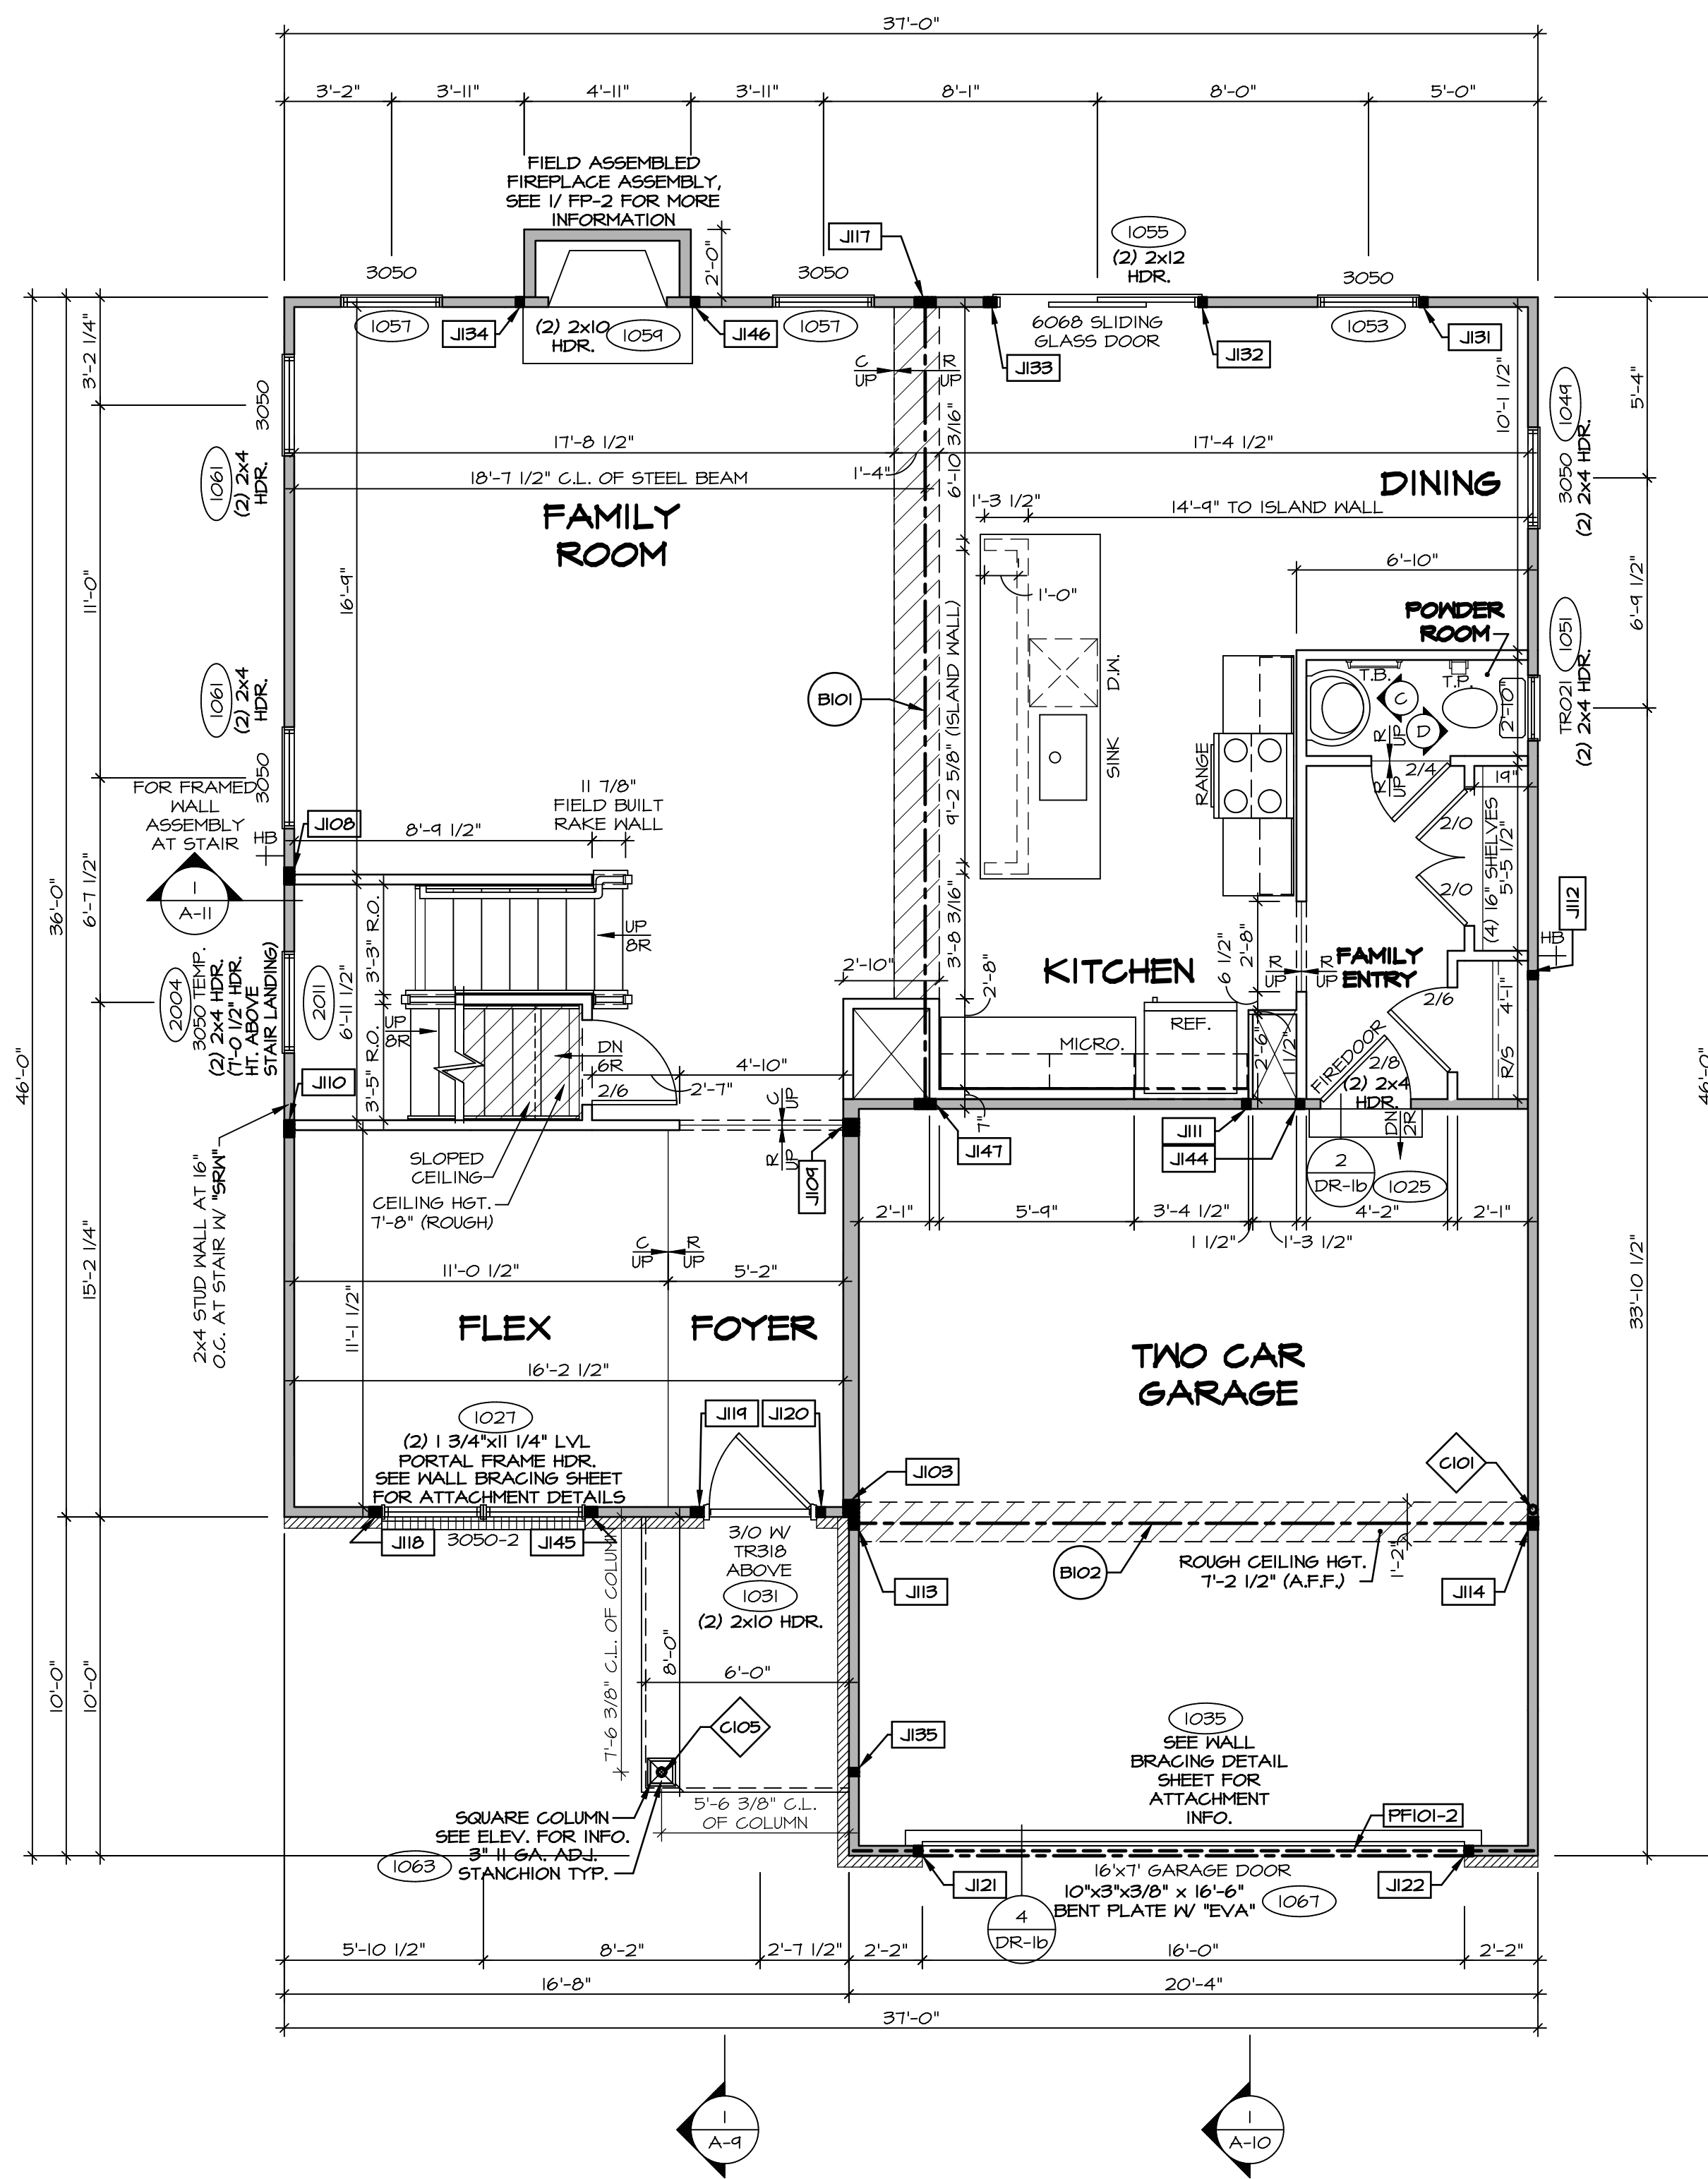 37'-0"
3'-2"
3'-11"
4'-11"
3'-11"
8'-1"
8'-0"
5'-0"
FIELD ASSEMBLED
FIREPLACE ASSEMBLY,
SEE 1/ FP-2 FOR MORE
INFORMATION
2'-0"
J117
1055
(2) 2x12
HDR.
3050
3050
3050
1057
J134
(2) 2x10
HDR.
1059
J146
1057
6068 SLIDING
GLASS DOOR
J133
J132
1053
J131
C
UP
R
UP
3'-2 1/4"
3050
1061
(2) 2x4
HDR.
17'-8 1/2"
1'-4"
6'-10 3/16"
17'-4 1/2"
10'-1 1/2"
1049
3050
(2) 2x4 HDR.
5'-4"
18'-7 1/2" C.L. OF STEEL BEAM
DINING
1'-3 1/2"
14'-9" TO ISLAND WALL
FAMILY
ROOM
11'-0"
16'-9"
1'-0"
6'-10"
POWDER
ROOM
1051
TR021
(2) 2x4 HDR.
6'-9 1/2"
1061
(2) 2x4
HDR.
3050
B101
9'-2 5/8" (ISLAND WALL)
D.W.
SINK
RANGE
T.B.
C
T.P.
D
2'-10"
R
UP
R
UP
2/4
19"
2/0
2/0
(4) 16" SHELVES
5'-5 1/2"
FOR FRAMED
WALL
ASSEMBLY
AT STAIR
HB
J108
8'-9 1/2"
11 7/8"
FIELD BUILT
RAKE WALL
1
A-11
36'-0"
46'-0"
6'-7 1/2"
3'-3" R.O.
UP
8R
2'-10"
3'-8 3/16"
2'-8"
KITCHEN
6 1/2"
2'-8"
R
UP
R
UP
FAMILY
ENTRY
HB
J112
2004
3050 TEMP.
(2) 2x4 HDR.
(7'-0 1/2" HDR.
HT. ABOVE
STAIR LANDING)
2011
6'-11 1/2"
UP
8R
3'-5" R.O.
DN
6R
2/6
2'-7"
4'-10"
MICRO.
REF.
2'-6"
1 1/2"
2/6
FIREDOOR
2/8
(2) 2x4
HDR.
4'-1"
R/S
46'-0"
J110
C
UP
R
UP
J109
7"
J147
J111
J144
DN
2R
2
DR-1b
1025
SLOPED
CEILING
CEILING HGT.
7'-8" (ROUGH)
2x4 STUD WALL AT 16"
O.C. AT STAIR W/ "SRW"
2'-1"
5'-9"
3'-4 1/2"
1 1/2"
1'-3 1/2"
4'-2"
2'-1"
C
UP
R
UP
15'-2 1/4"
33'-10 1/2"
11'-0 1/2"
5'-2"
11'-1 1/2"
FLEX
FOYER
16'-2 1/2"
TWO CAR
GARAGE
1027
(2) 1 3/4"x11 1/4" LVL
PORTAL FRAME HDR.
SEE WALL BRACING SHEET
FOR ATTACHMENT DETAILS
J119
J120
J103
C101
J118
3050-2
J145
3/0 W/
TR318
ABOVE
1031
(2) 2x10 HDR.
J113
B102
ROUGH CEILING HGT.
7'-2 1/2" (A.F.F.)
1'-2"
J114
10'-0"
10'-0"
7'-6 3/8" C.L. OF COLUMN
8'-0"
6'-0"
C105
J135
1035
SEE WALL
BRACING DETAIL
SHEET FOR
ATTACHMENT
INFO.
PF101-2
5'-6 3/8" C.L.
OF COLUMN
SQUARE COLUMN
SEE ELEV. FOR INFO.
3" 11 GA. ADJ.
STANCHION TYP.
1063
16'x7' GARAGE DOOR
J121
10"x3"x3/8" x 16'-6"
BENT PLATE W/ "EVA"
1067
J122
4
DR-1b
5'-10 1/2"
8'-2"
2'-7 1/2"
2'-2"
16'-0"
2'-2"
16'-8"
20'-4"
37'-0"
1
A-9
1
A-10